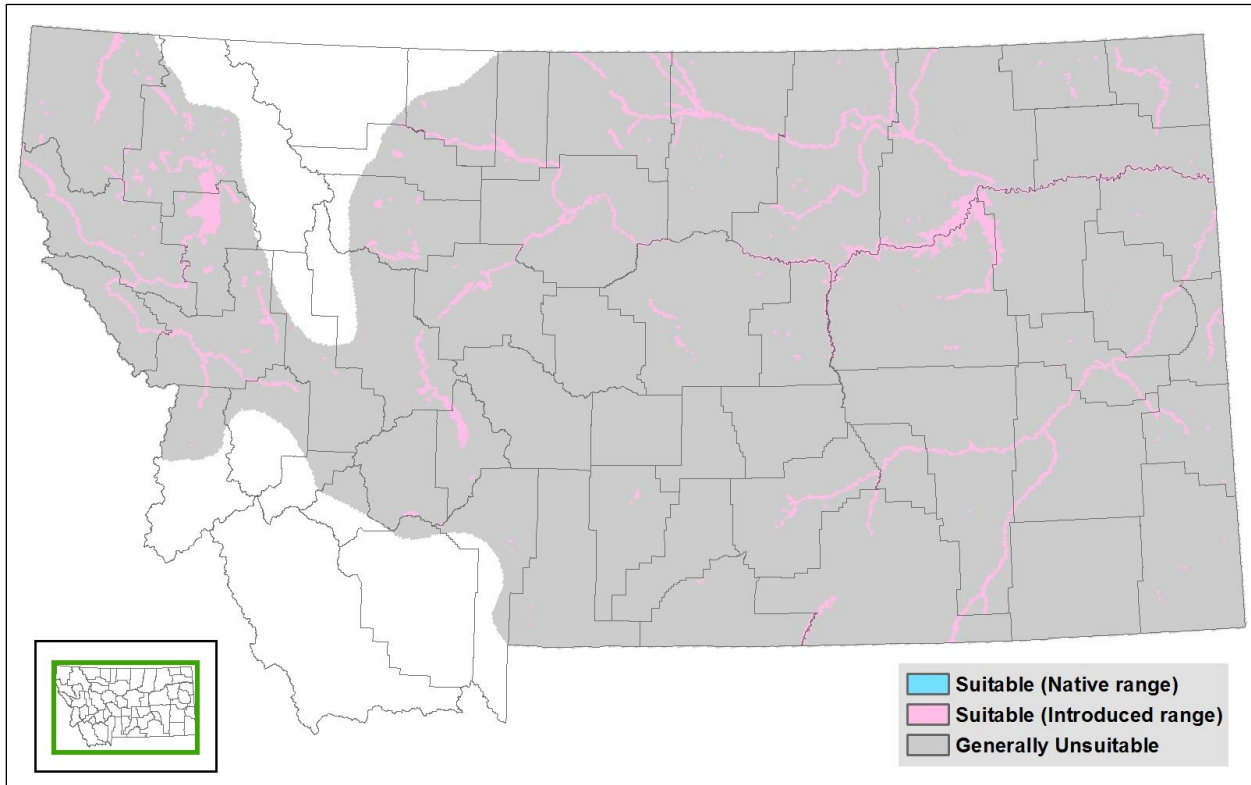 Suitable (Native range)
Suitable (Introduced range)
Generally Unsuitable